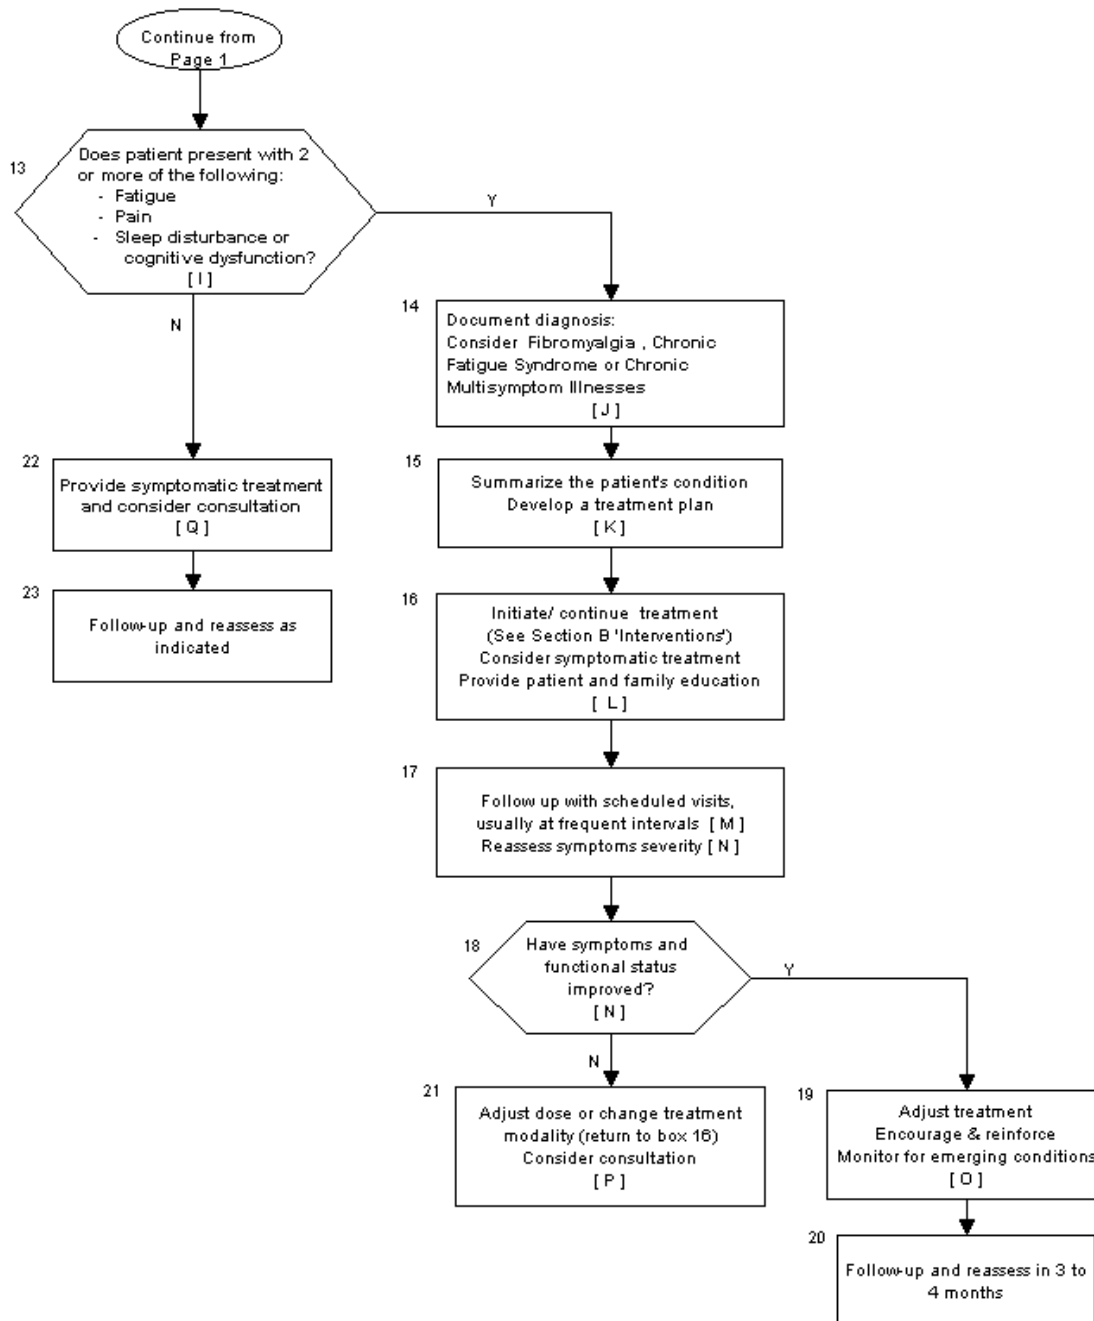 Continue from
Page 1
13
Does patient present with 2
or more of the following:
- Fatigue
- Pain
- Sleep disturbance or
cognitive dysfunction?
[ I ]
Y
N
14
Document diagnosis:
Consider Fibromyalgia , Chronic
Fatigue Syndrome or Chronic
Multisymptom Illnesses
[ J ]
22
Provide symptomatic treatment
and consider consultation
[ Q ]
15
Summarize the patient's condition
Develop a treatment plan
[ K ]
23
Follow-up and reassess as
indicated
16
Initiate/ continue treatment
(See Section B 'Interventions')
Consider symptomatic treatment
Provide patient and family education
[ L ]
17
Follow up with scheduled visits,
usually at frequent intervals [ M ]
Reassess symptoms severity [ N ]
18
Have symptoms and
functional status
improved?
[ N ]
Y
N
21
Adjust dose or change treatment
modality (return to box 16)
Consider consultation
[ P ]
19
Adjust treatment
Encourage & reinforce
Monitor for emerging conditions
[ O ]
20
Follow-up and reassess in 3 to
4 months